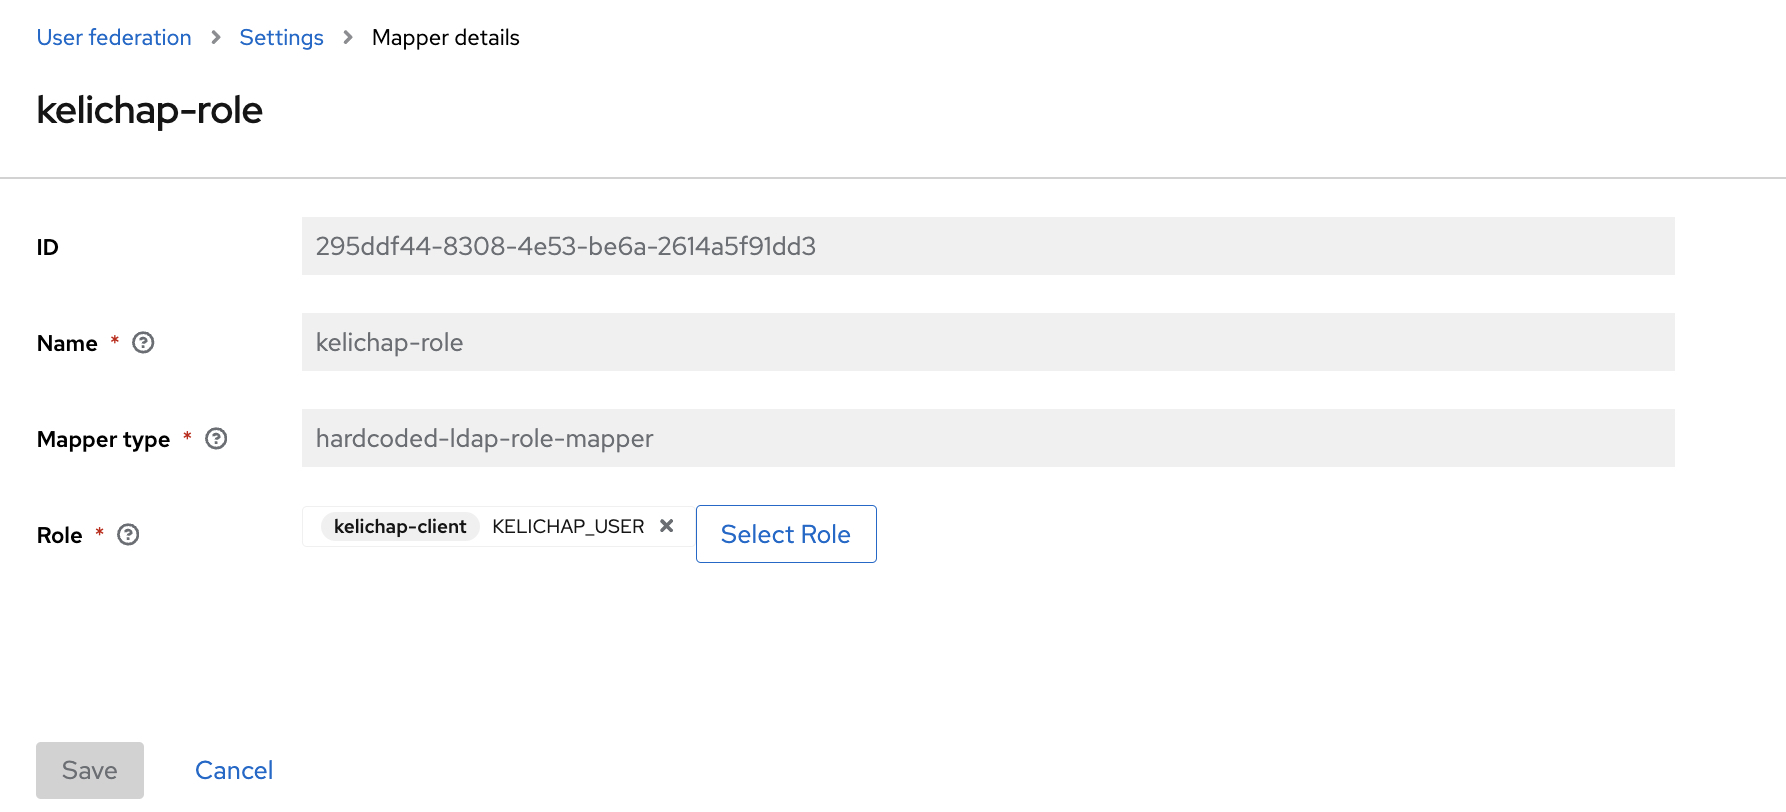 User federation > Settings > Mapper details
kelichap-role
ID 295ddf44-8308-4e53-be6a-2614a5f91dd3
Name * kelichap-role
Mapper type * hardcoded-ldap-role-mapper
Role * kelichap-client KELICHAP_USER Select Role
Save Cancel